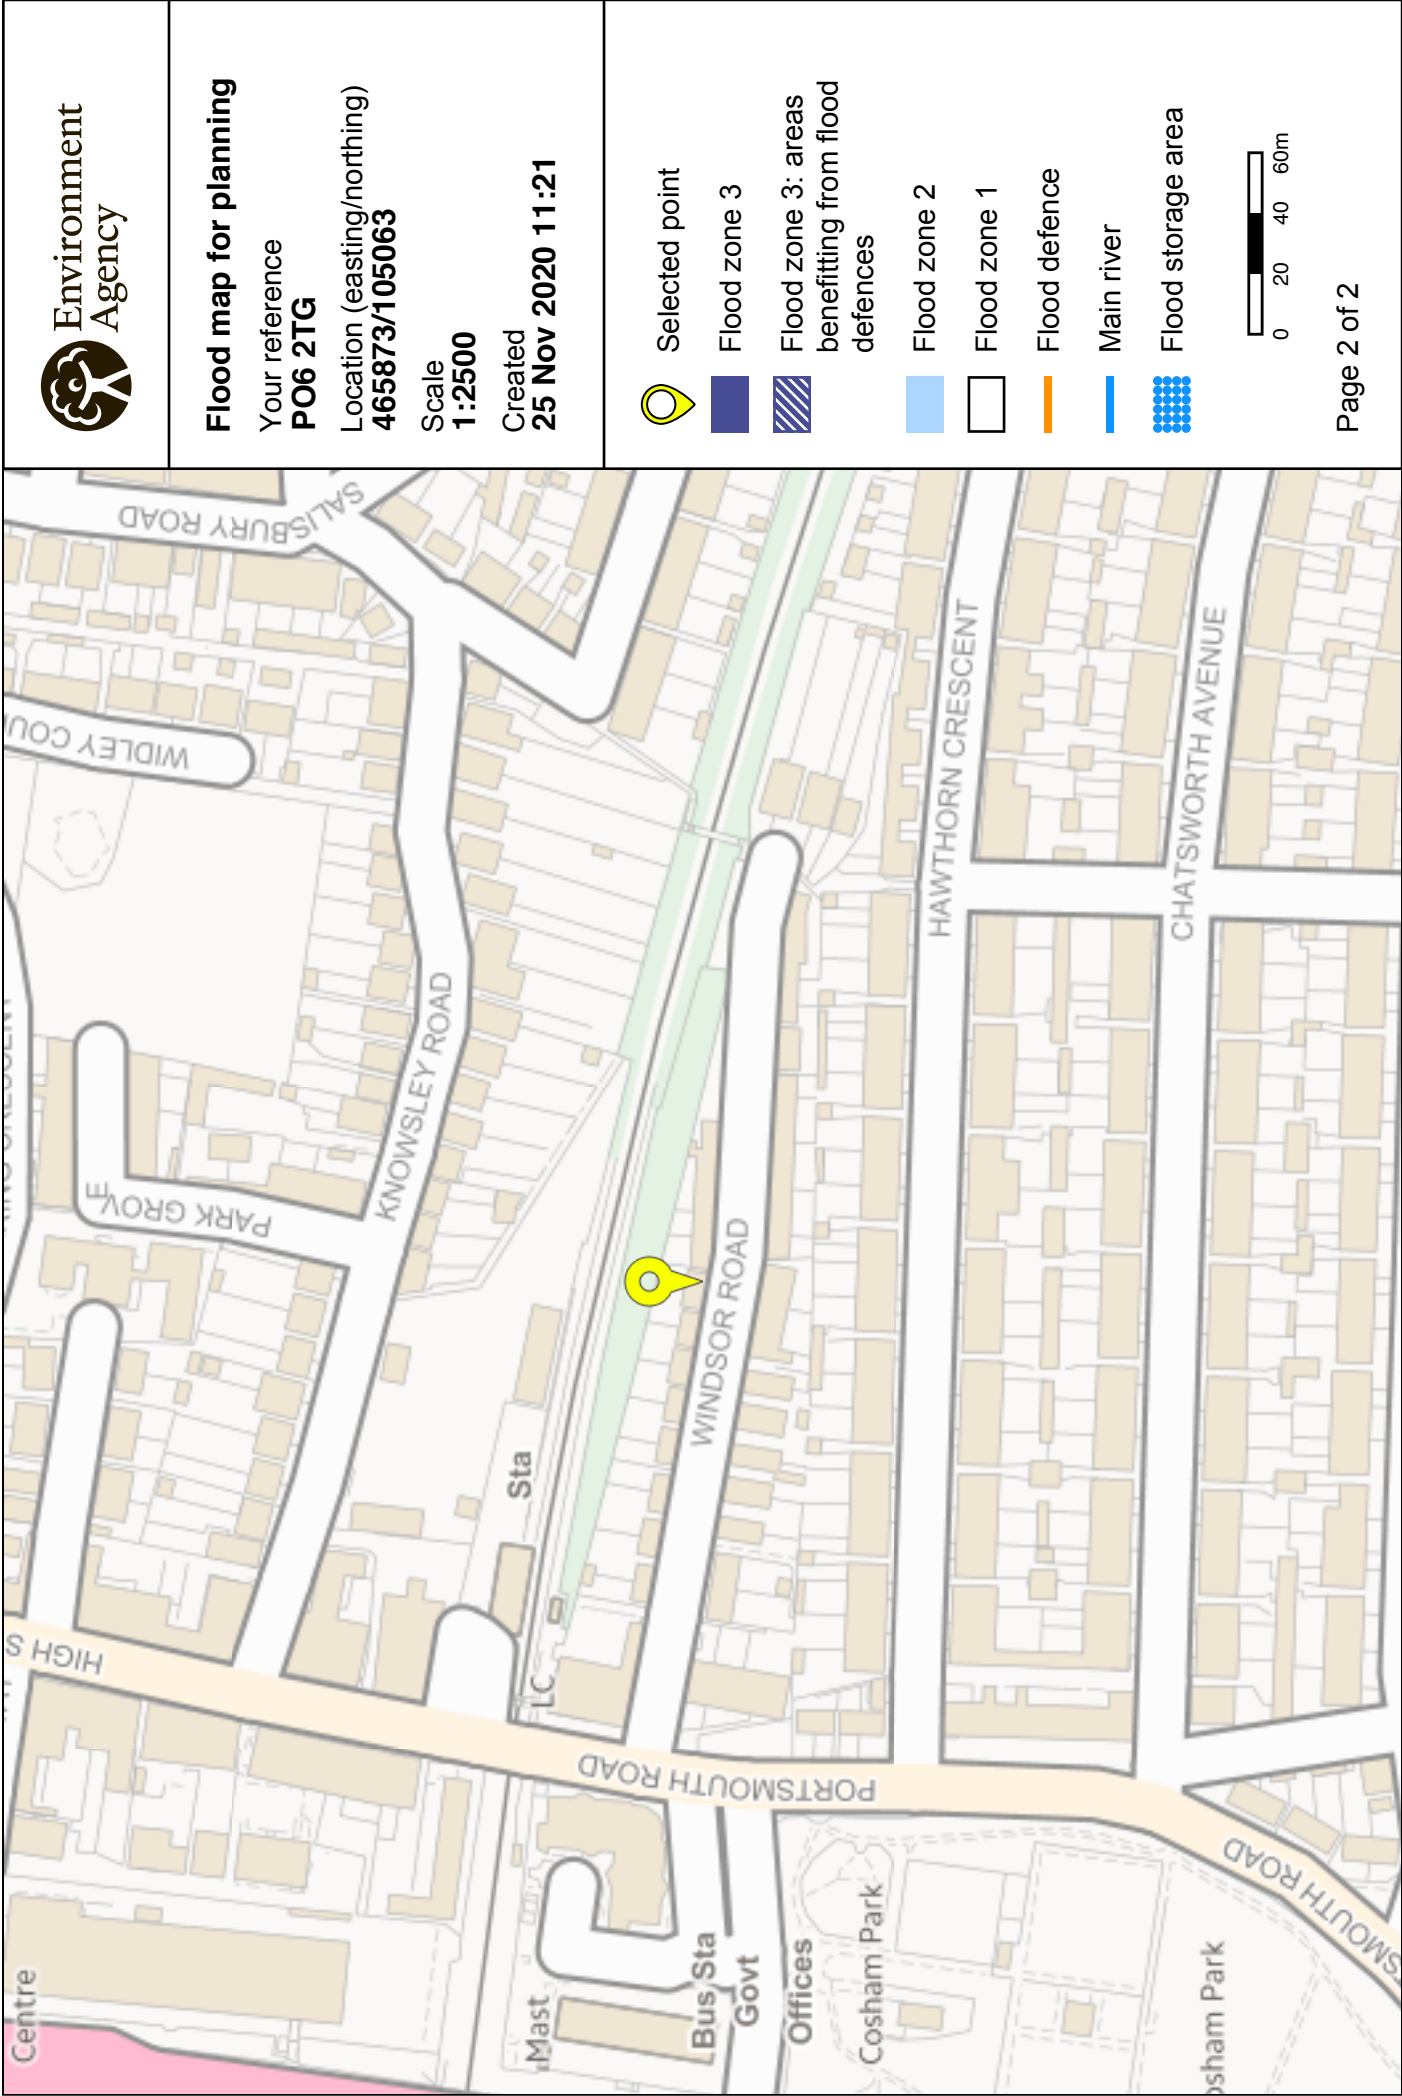 Environment
Agency
Flood map for planning
Your reference
PO6 2TG
Location (easting/northing)
465873/105063
Scale
1:2500
Created
25 Nov 2020 11:21
Selected point
Flood zone 3
Flood zone 3: areas
benefitting from flood
defences
Flood zone 2
Flood zone 1
Flood defence
Main river
Flood storage area
0 20 40 60m
Page 2 of 2
Centre
HIGH S
PARK GROVE
WIDLEY COU
SALISBURY ROAD
KNOWSLEY ROAD
Sta
LC
Mast
WINDSOR ROAD
PORTSMOUTH ROAD
Bus Sta
Govt
Offices
Cosham Park
HAWTHORN CRESCENT
CHATSWORTH AVENUE
osham Park
TSMOUTH ROAD